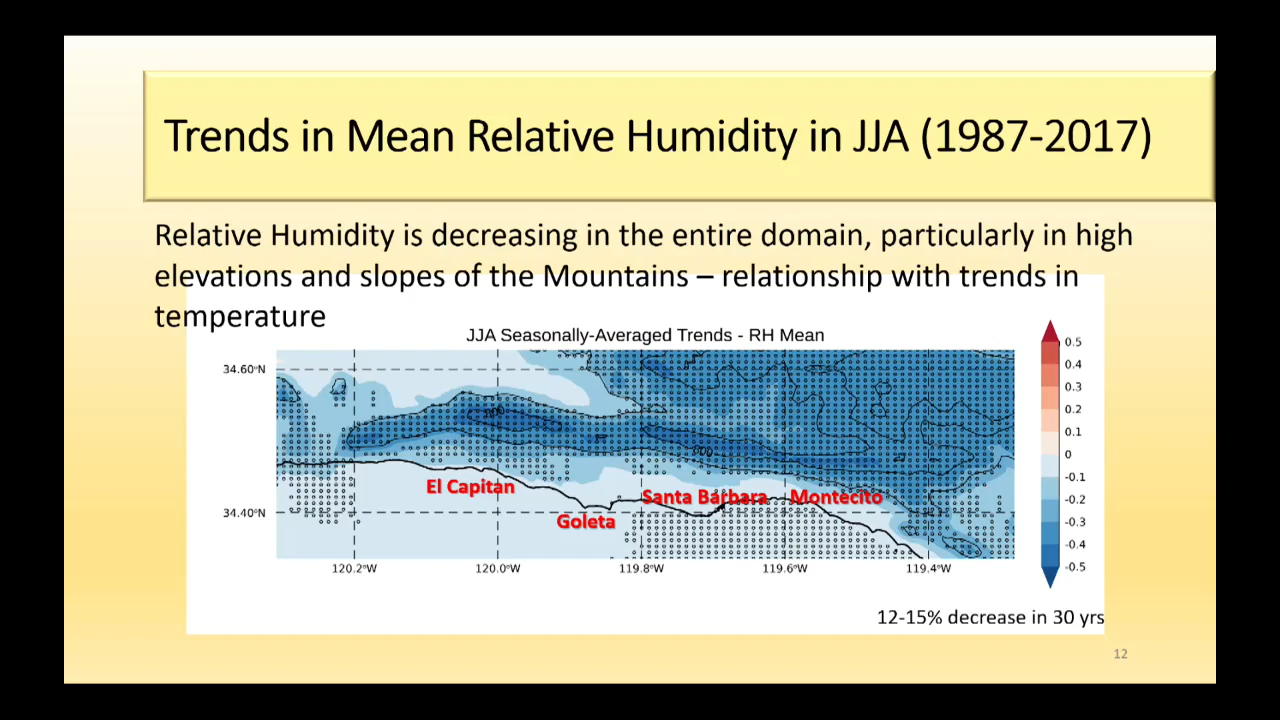 Trends in Mean Relative Humidity in JJA (1987-2017)
Relative Humidity is decreasing in the entire domain, particularly in high
elevations and slopes of the Mountains – relationship with trends in
temperature
JJA Seasonally-Averaged Trends - RH Mean
34.60°N
34.40°N
900
600
El Capitan
Goleta
Santa Barbara
Montecito
120.2°W
120.0°W
119.8°W
119.6°W
119.4°W
0.5
0.4
0.3
0.2
0.1
0
-0.1
-0.2
-0.3
-0.4
-0.5
12-15% decrease in 30 yrs
12